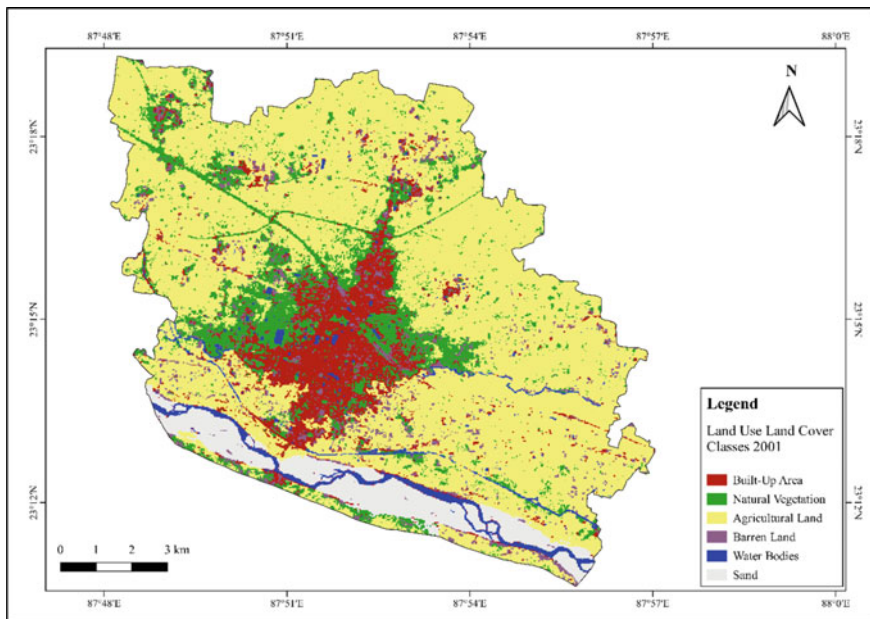 87°48'E 87°51'E 87°54'E 87°57'E 88°0'E
N
23°18'N 23°18'N
23°15'N 23°15'N
Legend
Land Use Land Cover
Classes 2001
Built-Up Area
Natural Vegetation
Agricultural Land
Barren Land
Water Bodies
Sand
23°12'N 23°12'N
0 1 2 3 km
87°48'E 87°51'E 87°54'E 87°57'E 88°0'E